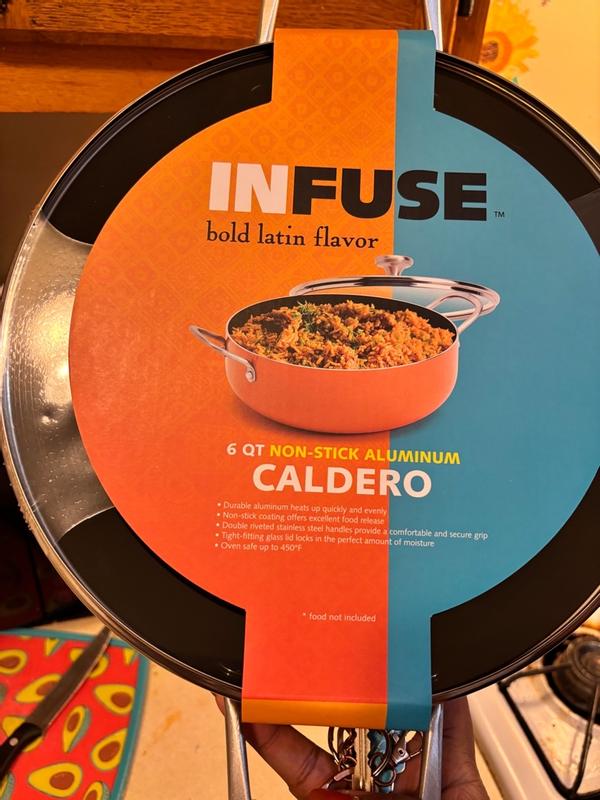 INFUSE™
bold latin flavor
6 QT NON-STICK ALUMINUM
CALDERO
• Durable aluminum heats up quickly and evenly
• Non-stick coating offers excellent food release
• Double riveted stainless steel handles provide a comfortable and secure grip
• Tight-fitting glass lid locks in the perfect amount of moisture
• Oven safe up to 450°F
* food not included